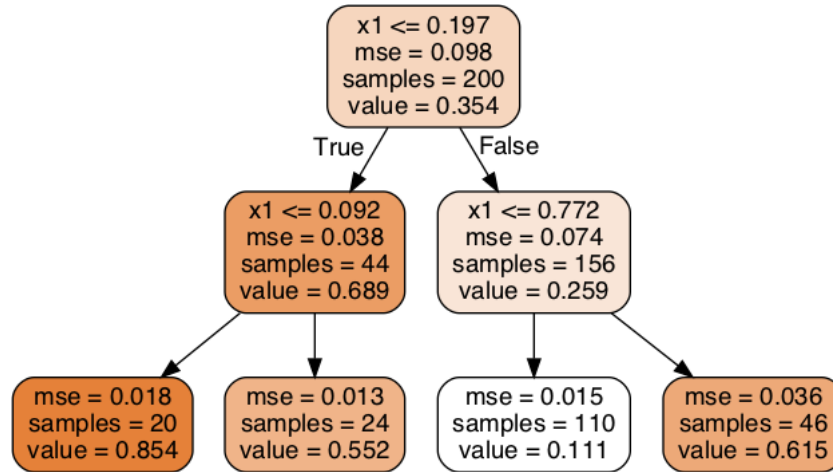 x1 <= 0.197
mse = 0.098
samples = 200
value = 0.354
True
False
x1 <= 0.092
mse = 0.038
samples = 44
value = 0.689
x1 <= 0.772
mse = 0.074
samples = 156
value = 0.259
mse = 0.018
samples = 20
value = 0.854
mse = 0.013
samples = 24
value = 0.552
mse = 0.015
samples = 110
value = 0.111
mse = 0.036
samples = 46
value = 0.615